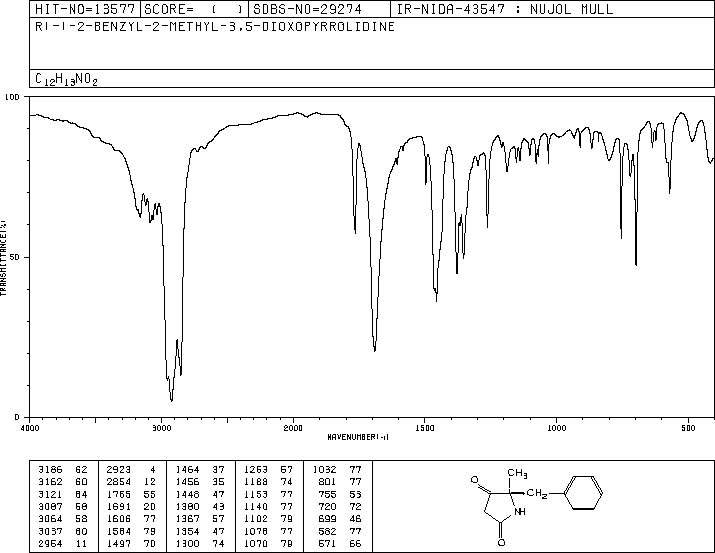 HIT-NO=13577 SCORE= ( ) SDBS-NO=29274 IR-NIDA-43547 : NUJOL MULL
R(-)-2-BENZYL-2-METHYL-3,5-DIOXOPYRROLIDINE
C12H13NO2
100
50
0
TRANSMITTANCE(%)
4000 3000 2000 1500 1000 500
WAVENUMBER(-1)
3186 62 2923 4 1464 37 1263 57 1032 77
3162 60 2854 12 1456 35 1188 74 801 77
3121 64 1765 55 1448 47 1153 77 755 53
3087 58 1691 20 1380 43 1140 77 720 72
3064 58 1606 77 1367 57 1102 79 699 46
3037 60 1584 79 1354 47 1078 77 582 77
2954 11 1497 70 1300 74 1070 79 571 66
CH3
O
CH2
NH
O